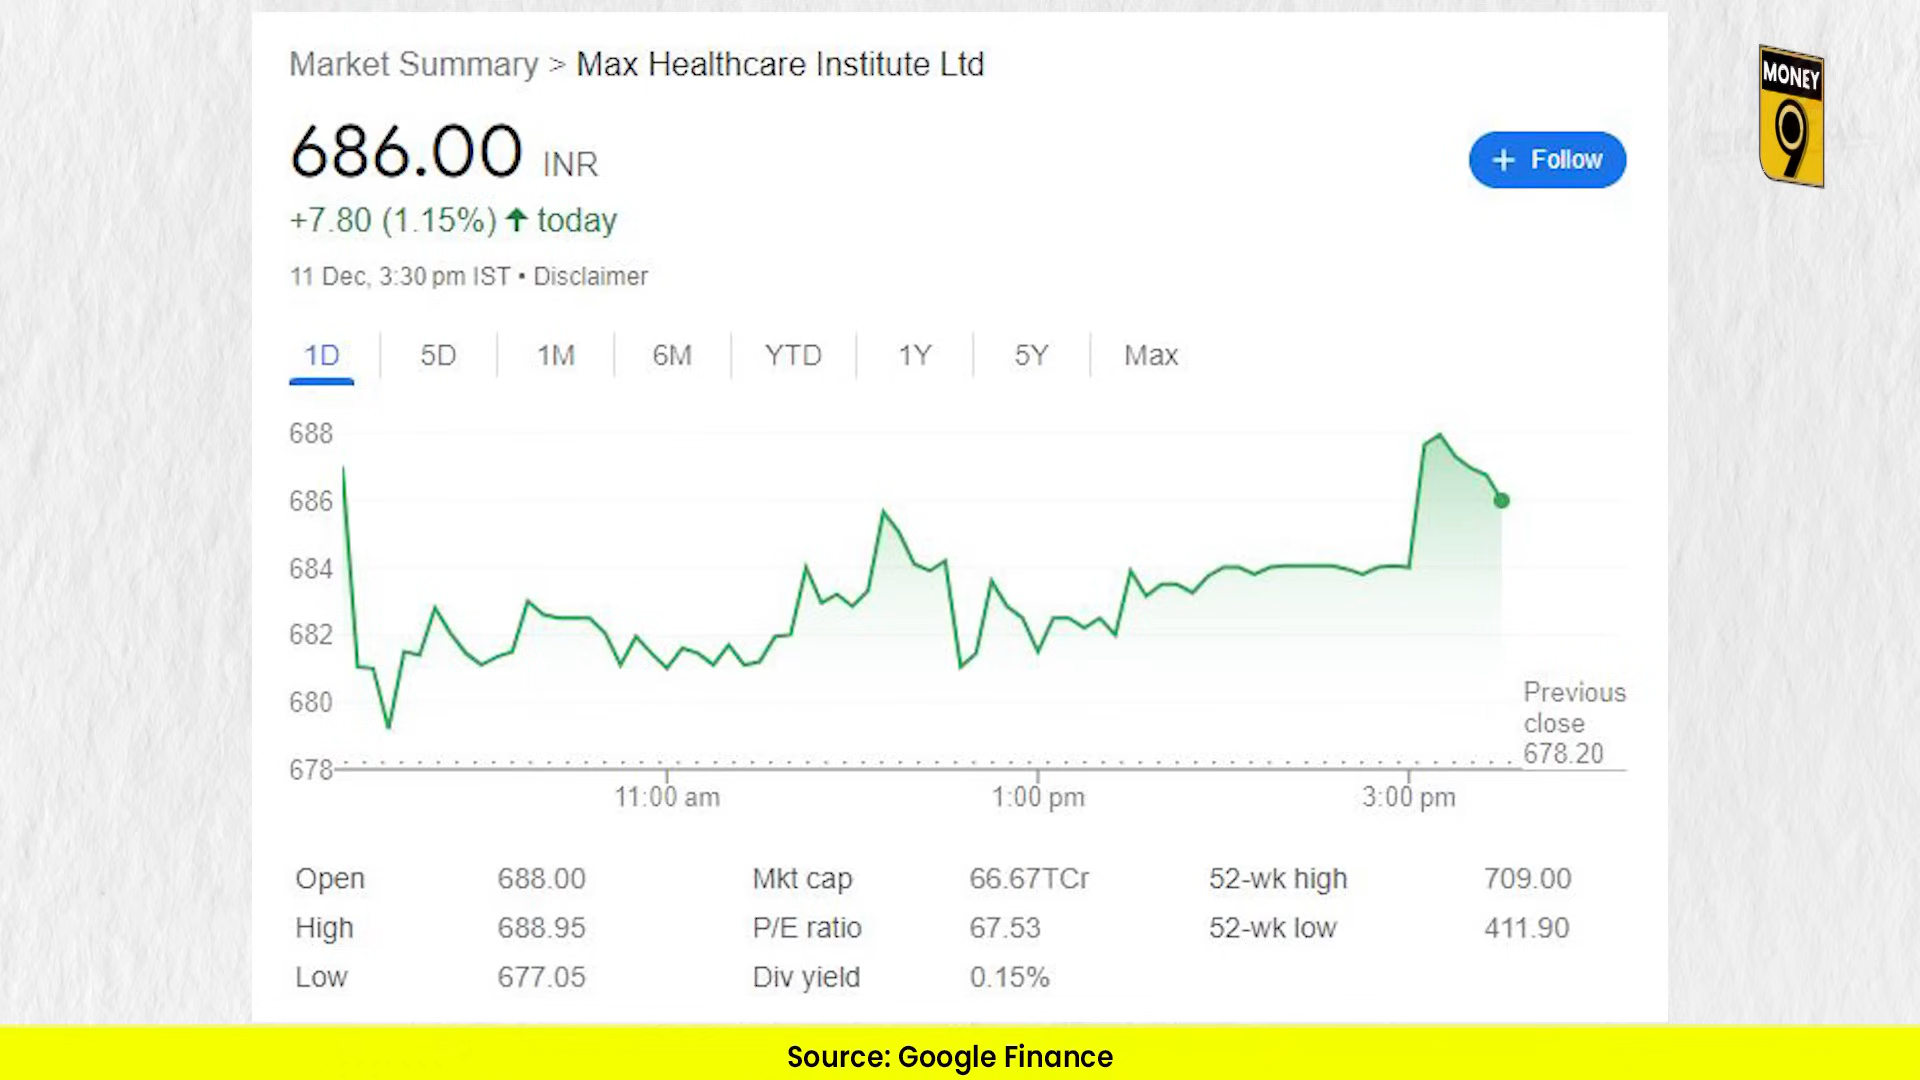 Market Summary > Max Healthcare Institute Ltd
MONEY
9
686.00 INR
+ Follow
+7.80 (1.15%) ↑ today
11 Dec, 3:30 pm IST • Disclaimer
1D 5D 1M 6M YTD 1Y 5Y Max
688
686
684
682
680
678
Previous
close
678.20
11:00 am 1:00 pm 3:00 pm
Open 688.00 Mkt cap 66.67TCr 52-wk high 709.00
High 688.95 P/E ratio 67.53 52-wk low 411.90
Low 677.05 Div yield 0.15%
Source: Google Finance